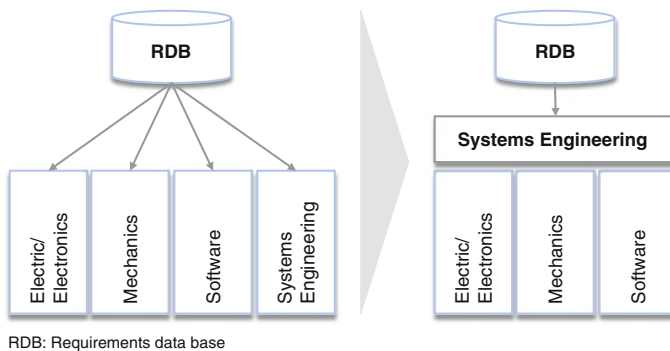 RDB
RDB
Systems Engineering
Electric/
Electronics
Mechanics
Software
Systems
Engineering
Electric/
Electronics
Mechanics
Software
RDB: Requirements data base